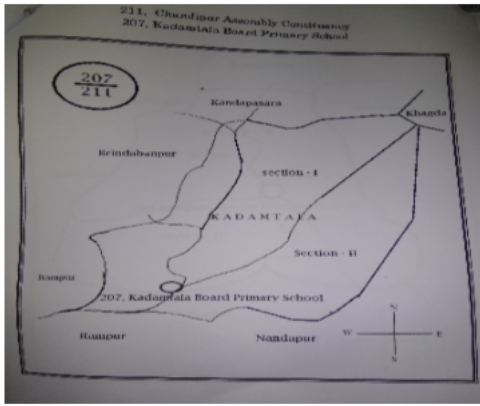 211, Chandipur Assembly Constituency
207, Kadamtala Board Primary School
207
211
Kandapasara
Khagda
Brindabanpur
section - I
KADAMTALA
Section - II
Rampur
207, Kadamtala Board Primary School
Rampur
Nandapur
N
W
E
S